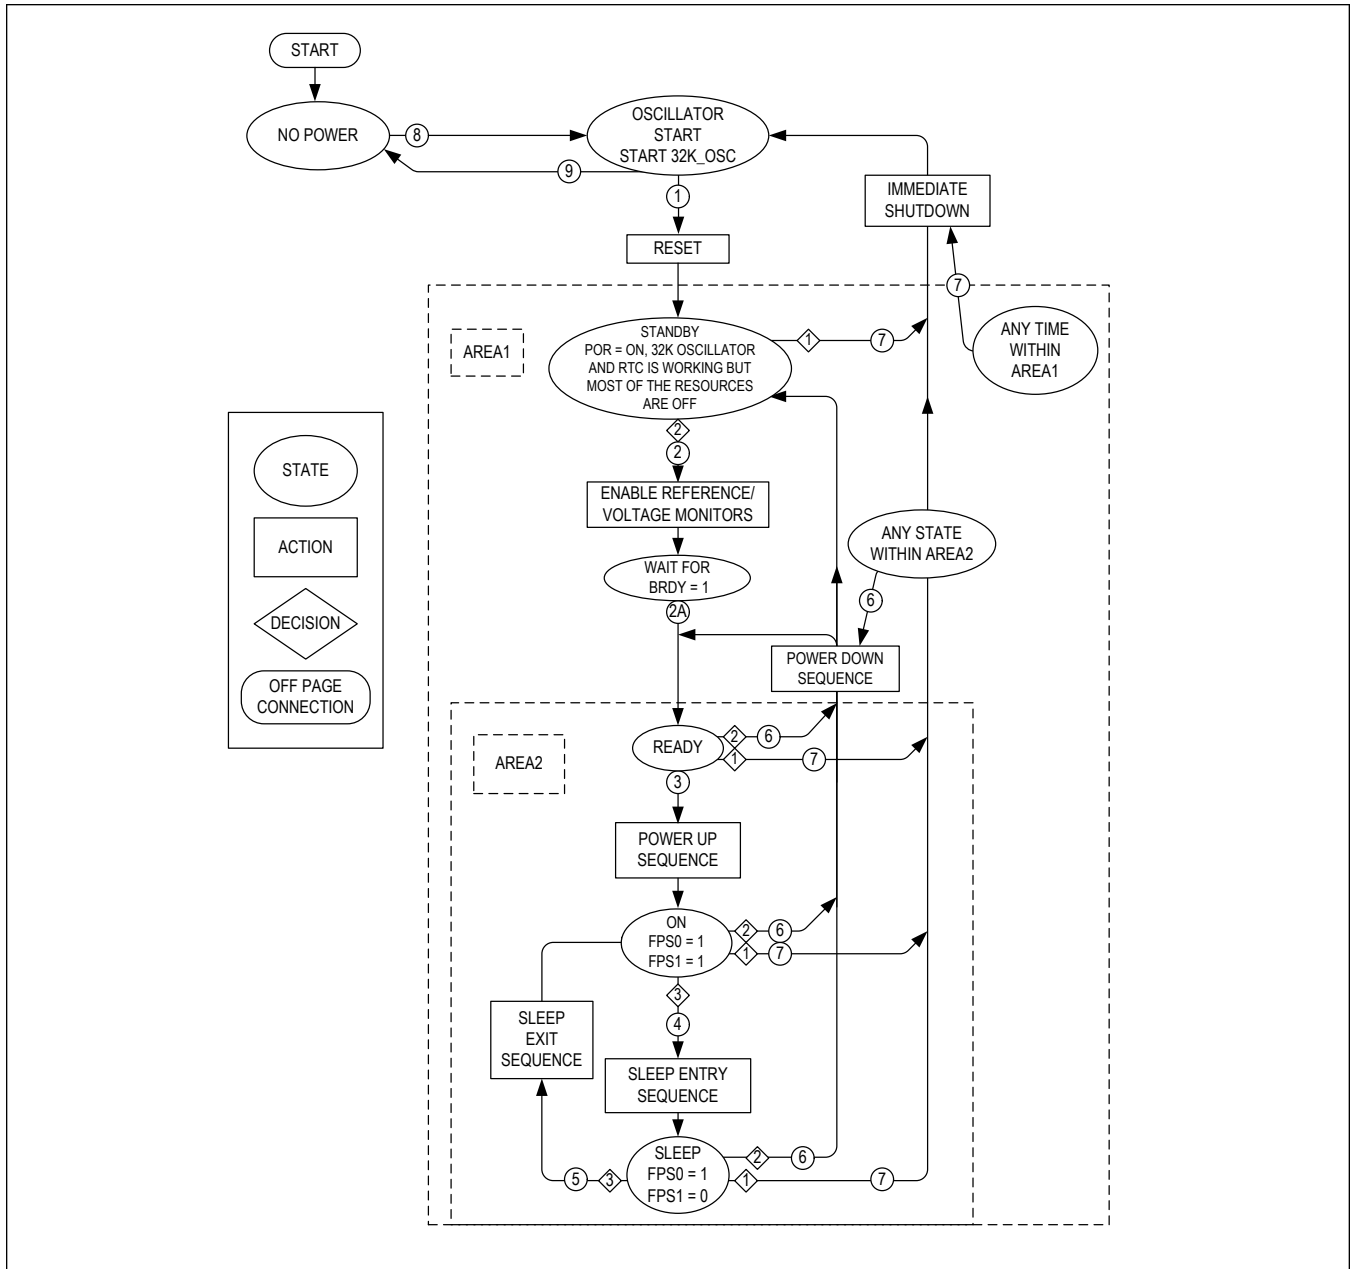 START
NO POWER
8
OSCILLATOR
START
START 32K_OSC
9
1
IMMEDIATE
SHUTDOWN
RESET
7
AREA1
STANDBY
POR = ON, 32K OSCILLATOR
AND RTC IS WORKING BUT
MOST OF THE RESOURCES
ARE OFF
1
7
ANY TIME
WITHIN
AREA1
2
2
STATE
ACTION
DECISION
OFF PAGE
CONNECTION
ENABLE REFERENCE/
VOLTAGE MONITORS
ANY STATE
WITHIN AREA2
WAIT FOR
BRDY = 1
2A
6
POWER DOWN
SEQUENCE
AREA2
READY
2
6
1
7
3
POWER UP
SEQUENCE
ON
FPS0 = 1
FPS1 = 1
2
6
1
7
3
4
SLEEP
EXIT
SEQUENCE
SLEEP ENTRY
SEQUENCE
SLEEP
FPS0 = 1
FPS1 = 0
2
6
5
3
1
7